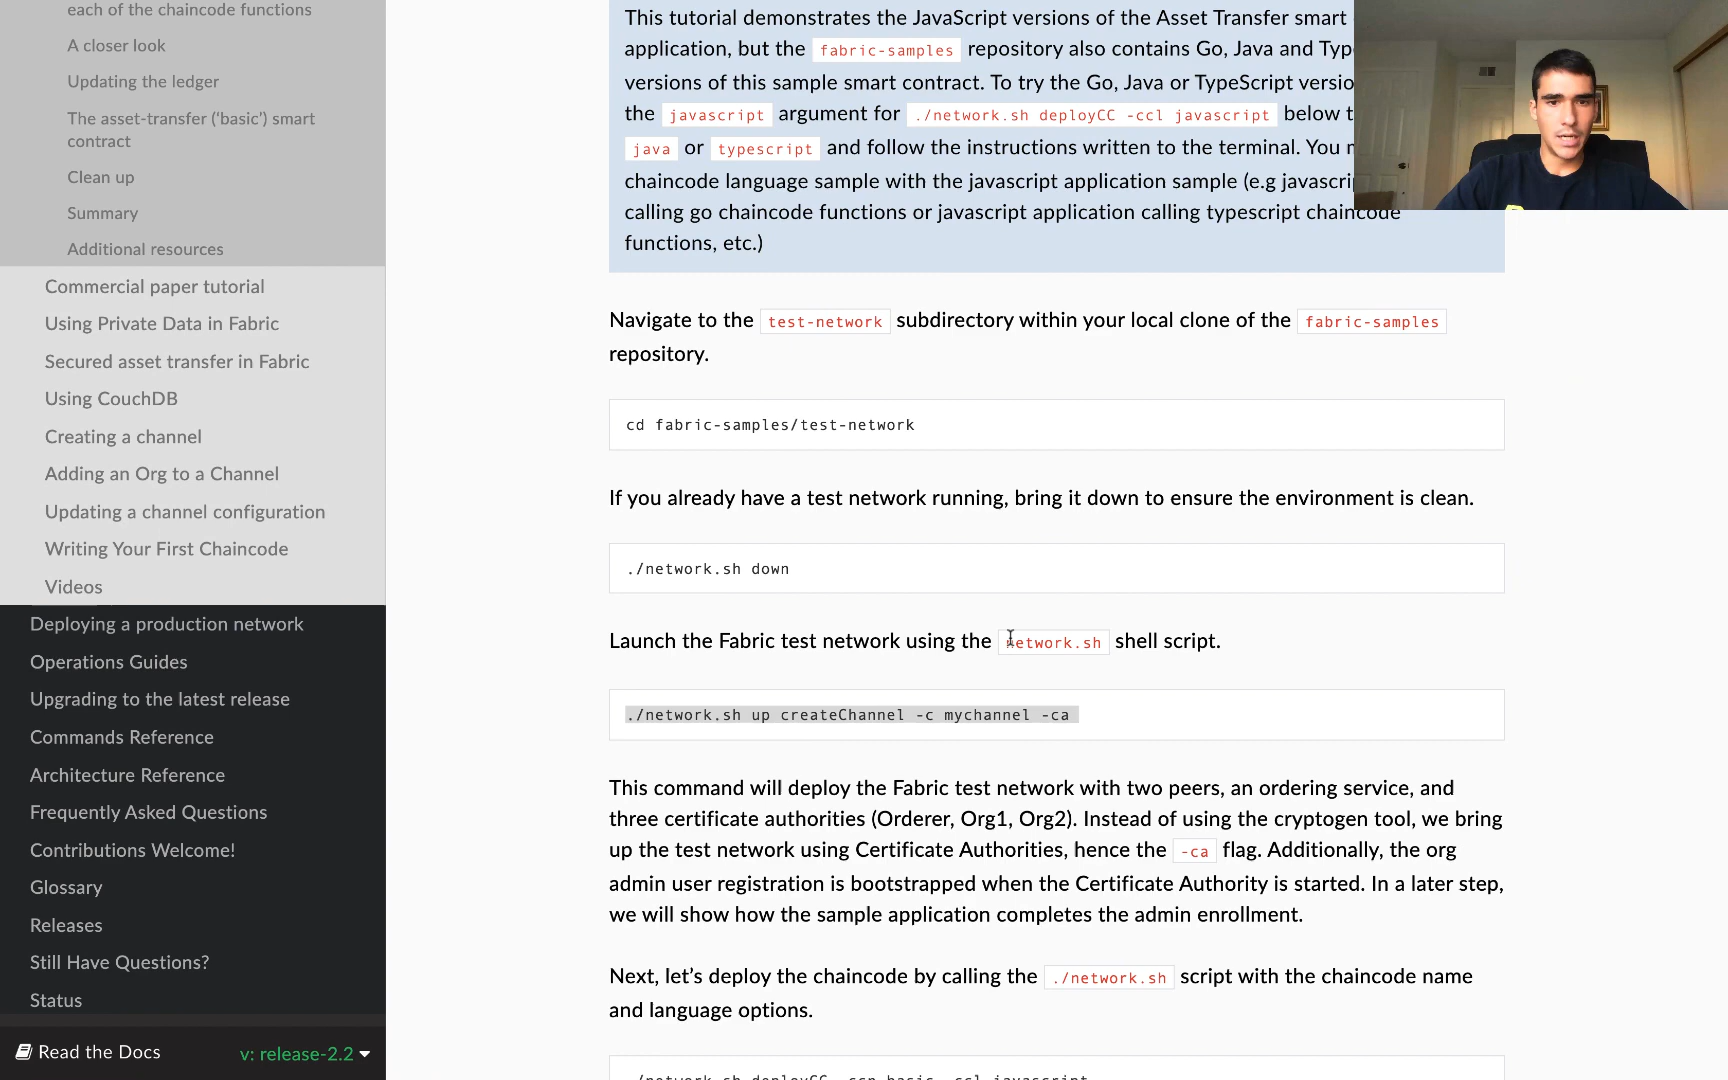 each of the chaincode functions
A closer look
Updating the ledger
The asset-transfer ('basic') smart
contract
Clean up
Summary
Additional resources
Commercial paper tutorial
Using Private Data in Fabric
Secured asset transfer in Fabric
Using CouchDB
Creating a channel
Adding an Org to a Channel
Updating a channel configuration
Writing Your First Chaincode
Videos
Deploying a production network
Operations Guides
Upgrading to the latest release
Commands Reference
Architecture Reference
Frequently Asked Questions
Contributions Welcome!
Glossary
Releases
Still Have Questions?
Status
Read the Docs v: release-2.2
This tutorial demonstrates the JavaScript versions of the Asset Transfer smart
application, but the fabric-samples repository also contains Go, Java and
versions of this sample smart contract. To try the Go, Java or TypeScript
the javascript argument for ./network.sh deployCC -ccl javascript below
java or typescript and follow the instructions written to the terminal. You
chaincode language sample with the javascript application sample (e.g
calling go chaincode functions or javascript application calling typescript chaincode
functions, etc.)
Navigate to the test-network subdirectory within your local clone of the fabric-samples
repository.
cd fabric-samples/test-network
If you already have a test network running, bring it down to ensure the environment is clean.
./network.sh down
Launch the Fabric test network using the network.sh shell script.
./network.sh up createChannel -c mychannel -ca
This command will deploy the Fabric test network with two peers, an ordering service, and
three certificate authorities (Orderer, Org1, Org2). Instead of using the cryptogen tool, we bring
up the test network using Certificate Authorities, hence the -ca flag. Additionally, the org
admin user registration is bootstrapped when the Certificate Authority is started. In a later step,
we will show how the sample application completes the admin enrollment.
Next, let's deploy the chaincode by calling the ./network.sh script with the chaincode name
and language options.
./network.sh deployCC -ccn basic -ccl javascript